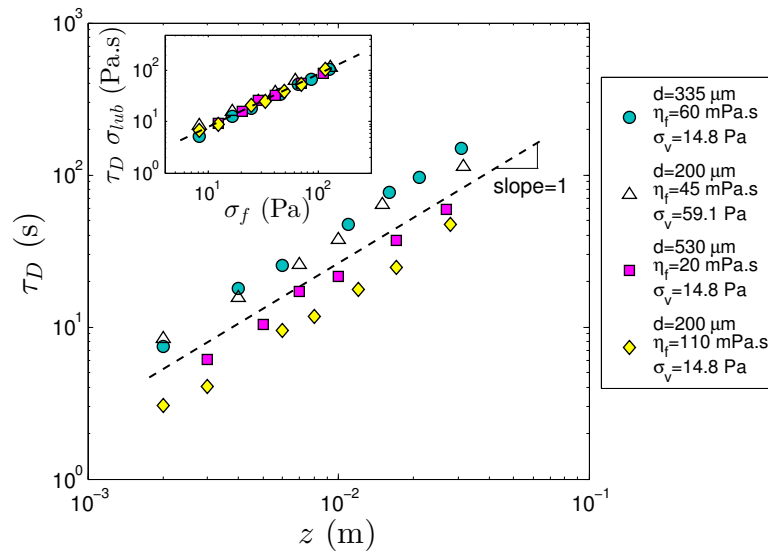 10³
10²
10¹
10⁰
τ_D (s)
10⁻³
10⁻²
10⁻¹
z (m)
slope=1
10²
10¹
10⁰
τ_D σ_lub (Pa.s)
10¹
10²
σ_f (Pa)
d=335 μm
η_f=60 mPa.s
σ_v=14.8 Pa
d=200 μm
η_f=45 mPa.s
σ_v=59.1 Pa
d=530 μm
η_f=20 mPa.s
σ_v=14.8 Pa
d=200 μm
η_f=110 mPa.s
σ_v=14.8 Pa